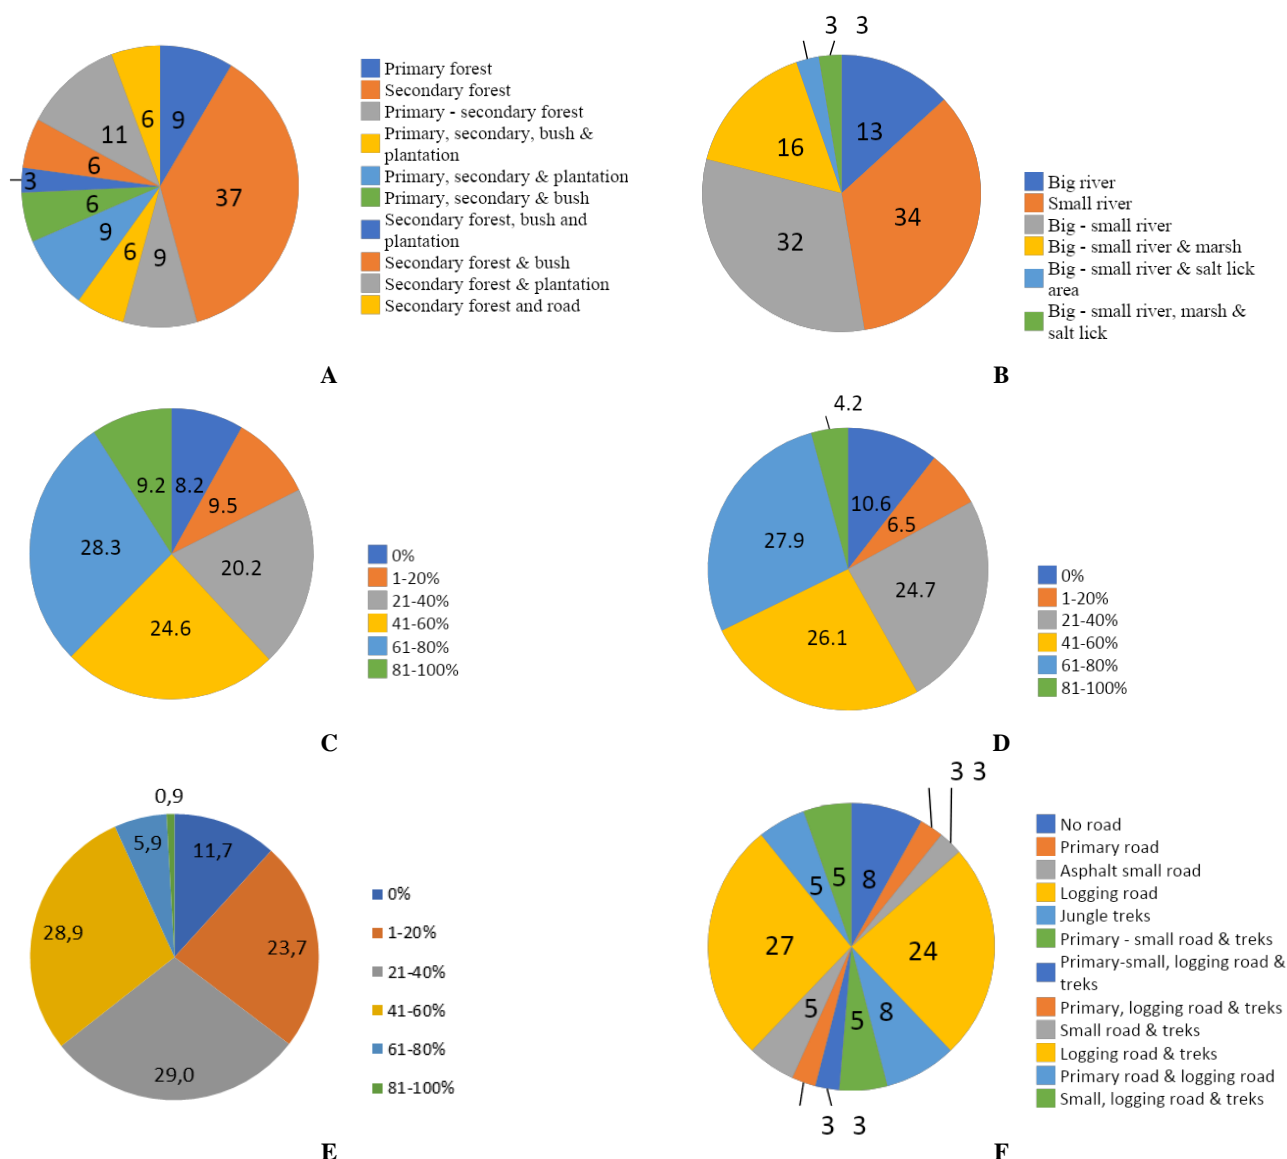 3 3
9
37
9
6
9
6
3
6
11
6
Primary forest
Secondary forest
Primary - secondary forest
Primary, secondary, bush &
plantation
Primary, secondary & plantation
Primary, secondary & bush
Secondary forest, bush and
plantation
Secondary forest & bush
Secondary forest & plantation
Secondary forest and road
A
13
34
32
16
Big river
Small river
Big - small river
Big - small river & marsh
Big - small river & salt lick
area
Big - small river, marsh &
salt lick
B
8.2
9.5
20.2
24.6
28.3
9.2
0%
1-20%
21-40%
41-60%
61-80%
81-100%
C
4.2
10.6
6.5
24.7
26.1
27.9
0%
1-20%
21-40%
41-60%
61-80%
81-100%
D
0,9
11,7
23,7
29,0
28,9
5,9
0%
1-20%
21-40%
41-60%
61-80%
81-100%
E
3 3
8
24
8
5
3 3
5
27
5
5
No road
Primary road
Asphalt small road
Logging road
Jungle treks
Primary - small road & treks
Primary-small, logging road &
treks
Primary, logging road & treks
Small road & treks
Logging road & treks
Primary road & logging road
Small, logging road & treks
F